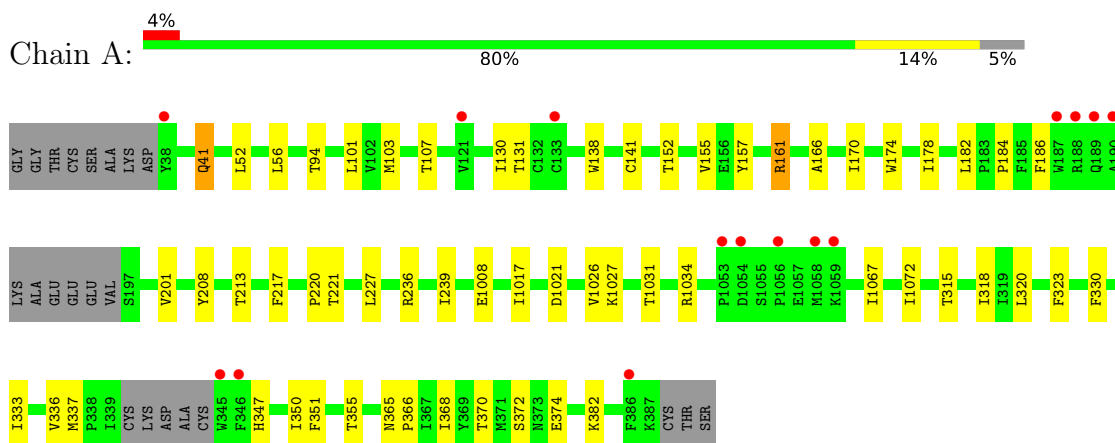 4%
Chain A:
80% 14% 5%
GLY GLY THR CYS SER ALA LYS ASP Y38 Q41 L52 L56 T94 L101 V102 M103 T107 V121 I130 T131 C132 C133 W138 C141 T152 V155 E156 Y157 R161 A166 I170 W174 I178 L182 P183 P184 F185 F186 W187 R188 Q189 A190
LYS ALA GLU GLU GLU VAL S197 V201 Y208 T213 F217 P220 T221 L227 R236 I239 E1008 I1017 D1021 V1026 K1027 T1031 R1034 P1053 D1054 S1055 P1056 E1057 M1058 K1059 I1067 I1072 T315 I318 I319 L320 F323 F330
I333 V336 M337 P338 I339 CYS LYS ASP ALA CYS W345 F346 H347 I350 F351 T355 N365 P366 I367 I368 Y369 T370 M371 S372 N373 E374 K382 F386 K387 CYS THR SER